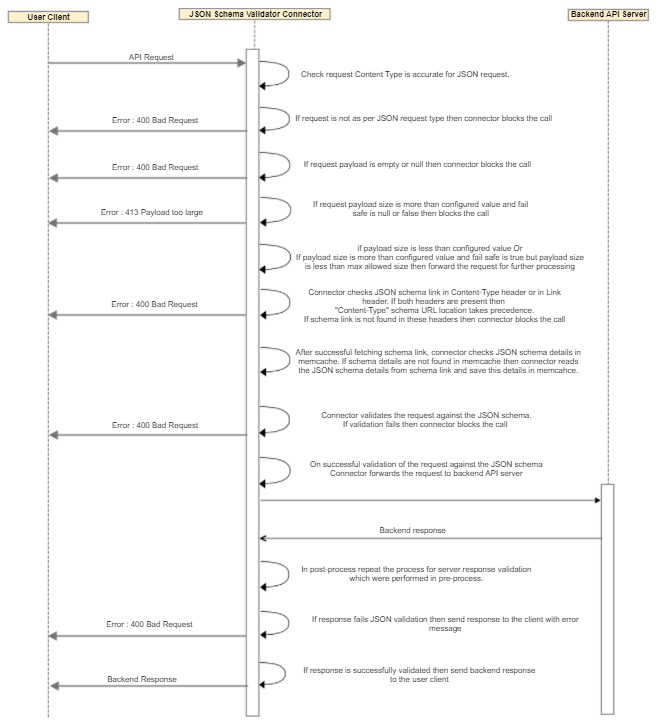 User Client
JSON Schema Validator Connector
Backend API Server
API Request
Check request Content Type is accurate for JSON request.
Error : 400 Bad Request
If request is not as per JSON request type then connector blocks the call
Error : 400 Bad Request
If request payload is empty or null then connector blocks the call
Error : 413 Payload too large
If request payload size is more than configured value and fail
safe is null or false then blocks the call
if payload size is less than configured value Or
If payload size is more than configured value and fail safe is true but payload size
is less than max allowed size then forward the request for further processing
Error : 400 Bad Request
Connector checks JSON schema link in Content-Type header or in Link
header. If both headers are present then
"Content-Type" schema URL location takes precedence.
If schema link is not found in these headers then connector blocks the call
After successful fetching schema link, connector checks JSON schema details in
memcache. If schema details are not found in memcache then connector reads
the JSON schema details from schema link and save this details in memcahce.
Error : 400 Bad Request
Connector validates the request against the JSON schema.
If validation fails then connector blocks the call
On successful validation of the request against the JSON schema
Connector forwards the request to backend API server
Backend response
In post-process repeat the process for server response validation
which were performed in pre-process.
Error : 400 Bad Request
If response fails JSON validation then send response to the client with error
message
Backend Response
If response is successfully validated then send backend response
to the user client